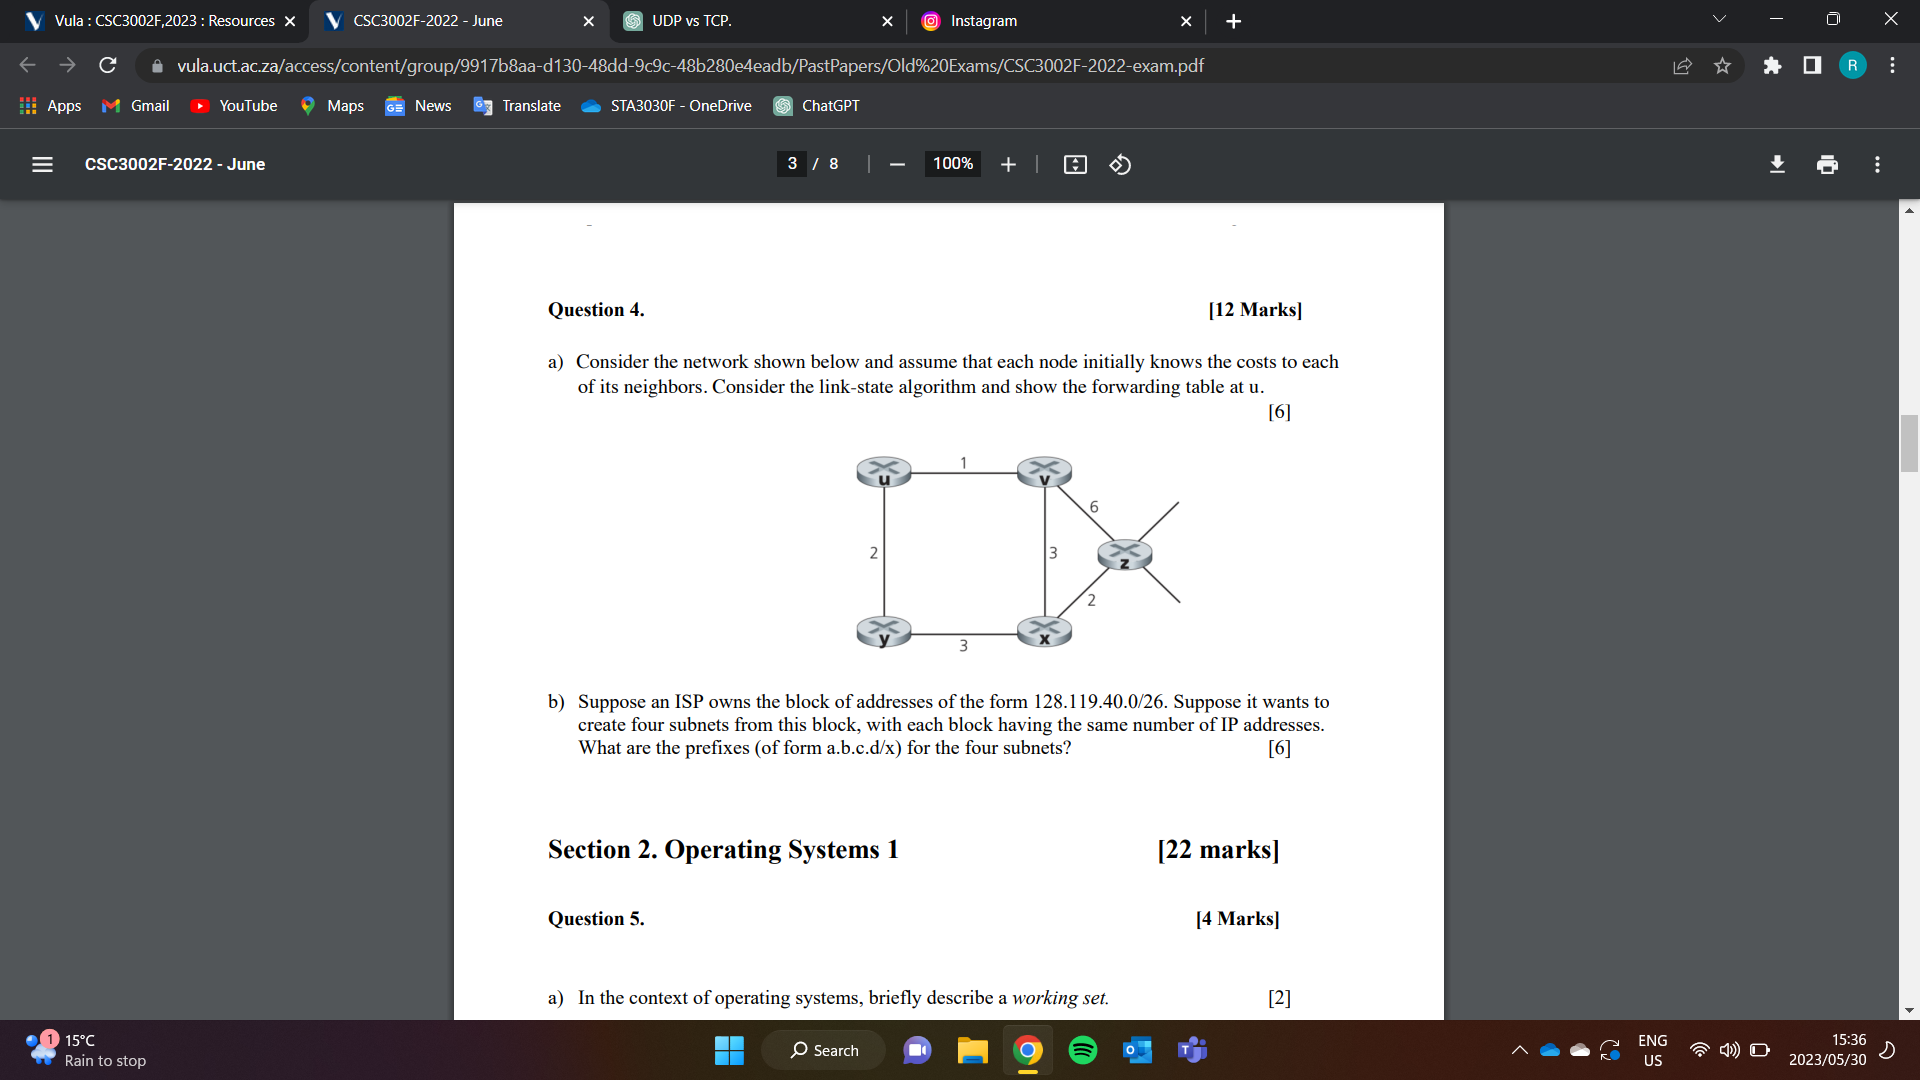 Vula : CSC3002F,2023 : Resources
CSC3002F-2022 - June
UDP vs TCP.
Instagram
vula.uct.ac.za/access/content/group/9917b8aa-d130-48dd-9c9c-48b280e4eadb/PastPapers/Old%20Exams/CSC3002F-2022-exam.pdf
R
Apps
Gmail
YouTube
Maps
News
Translate
STA3030F - OneDrive
ChatGPT
CSC3002F-2022 - June
3 / 8
100%
Question 4. [12 Marks]
a) Consider the network shown below and assume that each node initially knows the costs to each
of its neighbors. Consider the link-state algorithm and show the forwarding table at u.
[6]
1
u
v
6
2
3
z
2
y
x
3
b) Suppose an ISP owns the block of addresses of the form 128.119.40.0/26. Suppose it wants to
create four subnets from this block, with each block having the same number of IP addresses.
What are the prefixes (of form a.b.c.d/x) for the four subnets? [6]
Section 2. Operating Systems 1 [22 marks]
Question 5. [4 Marks]
a) In the context of operating systems, briefly describe a working set. [2]
1
15°C
Rain to stop
Search
ENG
US
15:36
2023/05/30